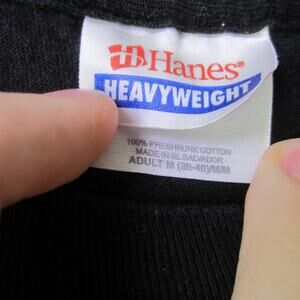 Hanes®
HEAVYWEIGHT
100% PRESHRUNK COTTON
MADE IN EL SALVADOR
ADULT M (38-40)/M/M